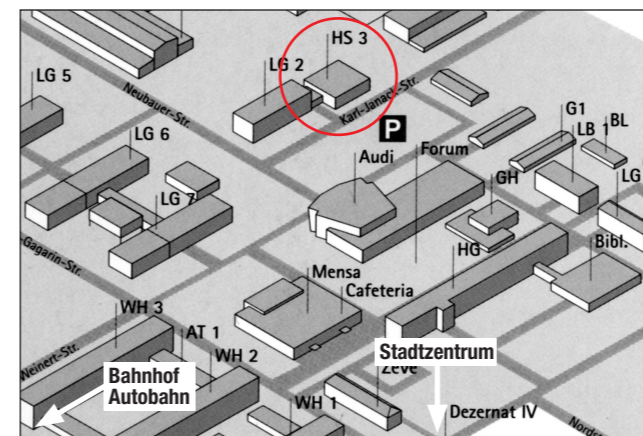 HS 3
LG 2
LG 5
Neubauer-Str.
Karl-Janack-Str.
P
LG 6
Audi
Forum
G1
LB 1
BL
GH
LG
LG 7
Gagarin-Str.
Mensa
Cafeteria
HG
Bibl.
WH 3
AT 1
WH 2
Weinert-Str.
Bahnhof
Autobahn
Stadtzentrum
Zeve
WH 1
Dezernat IV